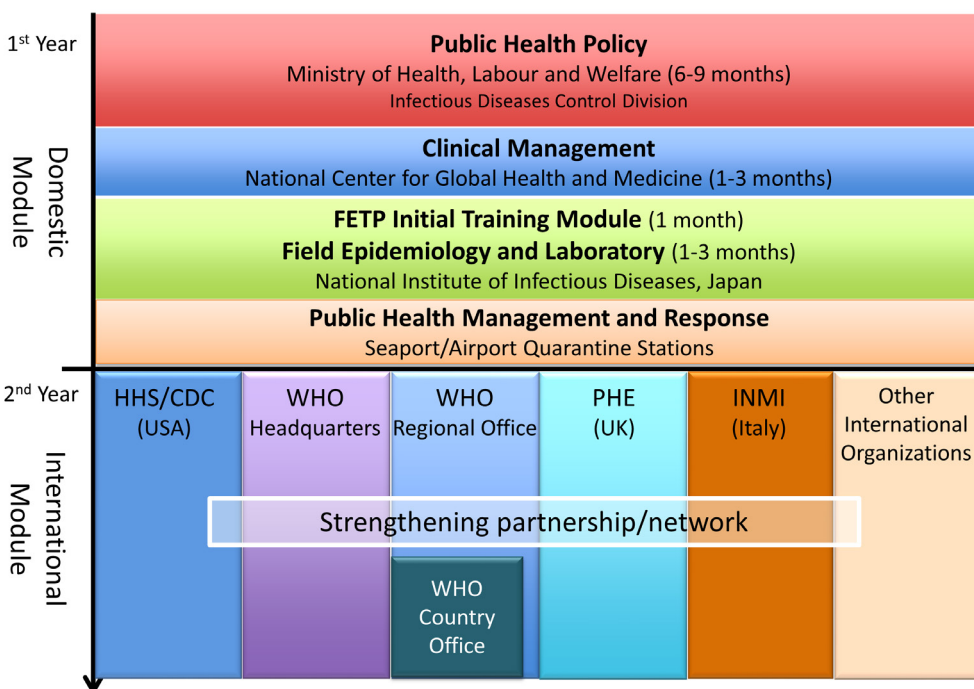 1st Year
Public Health Policy
Ministry of Health, Labour and Welfare (6-9 months)
Infectious Diseases Control Division
Domestic
Module
Clinical Management
National Center for Global Health and Medicine (1-3 months)
FETP Initial Training Module (1 month)
Field Epidemiology and Laboratory (1-3 months)
National Institute of Infectious Diseases, Japan
Public Health Management and Response
Seaport/Airport Quarantine Stations
2nd Year
International
Module
HHS/CDC
(USA)
WHO
Headquarters
WHO
Regional Office
PHE
(UK)
INMI
(Italy)
Other
International
Organizations
Strengthening partnership/network
WHO
Country
Office